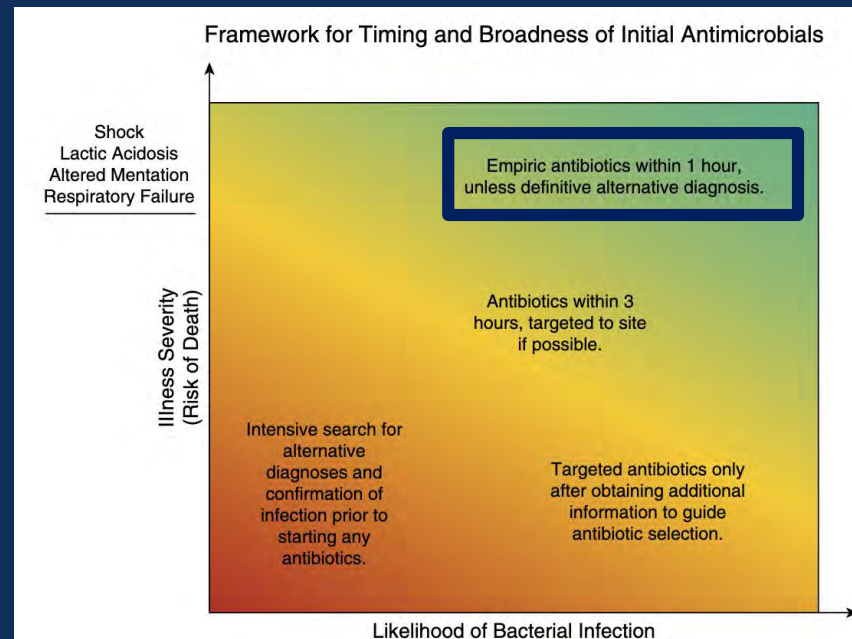 Framework for Timing and Broadness of Initial Antimicrobials
Shock
Lactic Acidosis
Altered Mentation
Respiratory Failure
Empiric antibiotics within 1 hour,
unless definitive alternative diagnosis.
Illness Severity
(Risk of Death)
Antibiotics within 3
hours, targeted to site
if possible.
Intensive search for
alternative
diagnoses and
confirmation of
infection prior to
starting any
antibiotics.
Targeted antibiotics only
after obtaining additional
information to guide
antibiotic selection.
Likelihood of Bacterial Infection